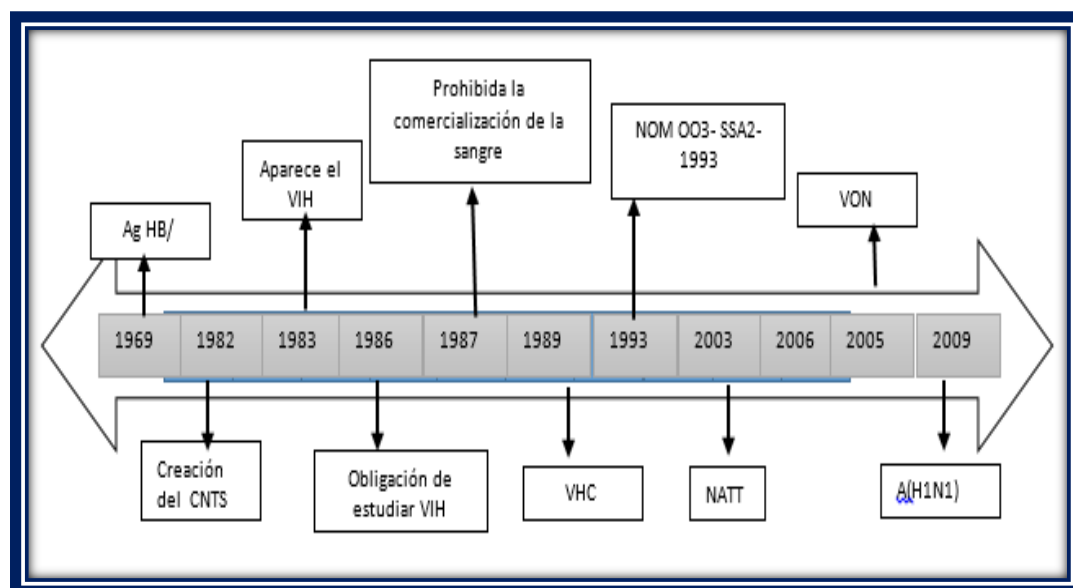 Prohibida la
comercialización de la
sangre
NOM OO3- SSA2-
1993
Aparece el
VIH
VON
Ag HB/
1969 1982 1983 1986 1987 1989 1993 2003 2006 2005 2009
Creación
del CNTS
Obligación de
estudiar VIH
VHC
NATT
A(H1N1)